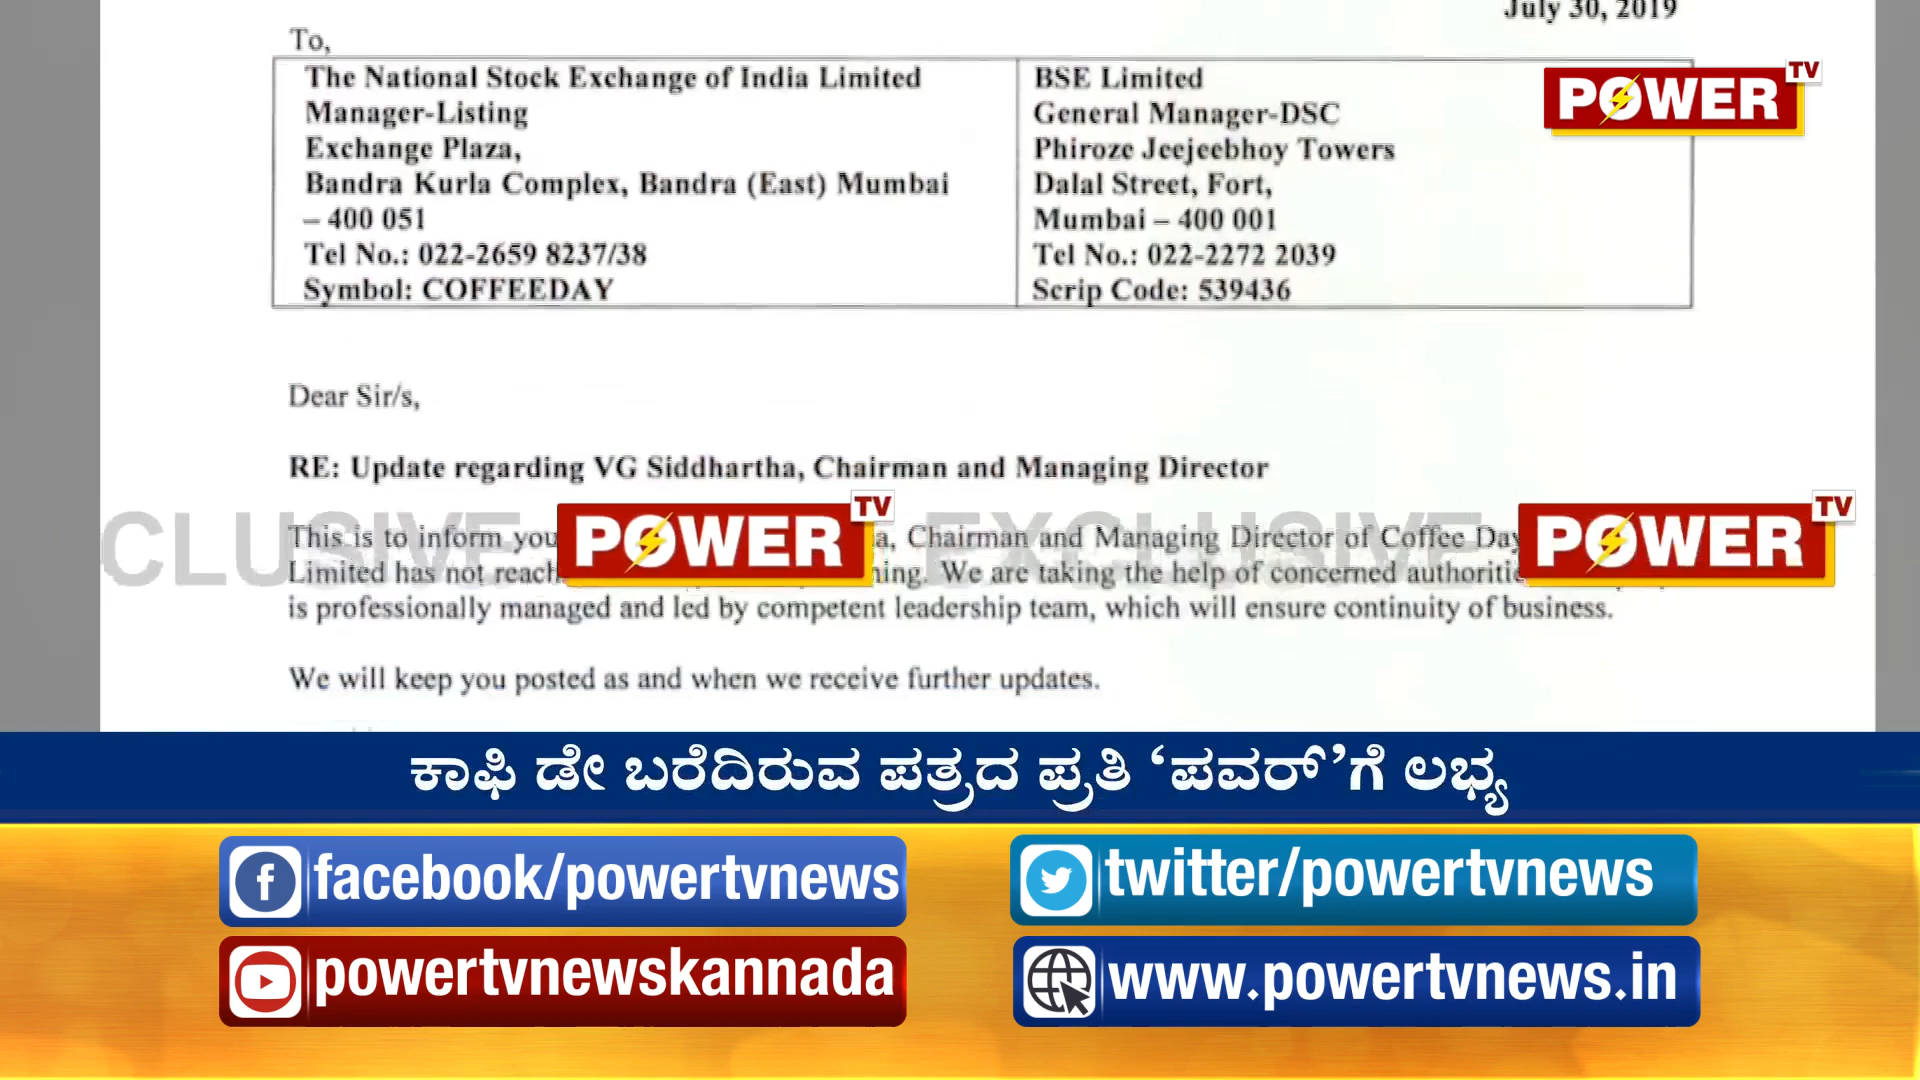 July 30, 2019
To,
The National Stock Exchange of India Limited
Manager-Listing
Exchange Plaza,
Bandra Kurla Complex, Bandra (East) Mumbai
– 400 051
Tel No.: 022-2659 8237/38
Symbol: COFFEEDAY
BSE Limited
General Manager-DSC
Phiroze Jeejeebhoy Towers
Dalal Street, Fort,
Mumbai – 400 001
Tel No.: 022-2272 2039
Scrip Code: 539436
POWER TV
Dear Sir/s,
RE: Update regarding VG Siddhartha, Chairman and Managing Director
CLUSIVE POWER TV EXCLUSIVE POWER TV
This is to inform you Chairman and Managing Director of Coffee Day
Limited has not We are taking the help of concerned
is professionally managed and led by competent leadership team, which will ensure continuity of business.
We will keep you posted as and when we receive further updates.
ಕಾಫಿ ಡೇ ಬರೆದಿರುವ ಪತ್ರದ ಪ್ರತಿ ‘ಪವರ್’ಗೆ ಲಭ್ಯ
facebook/powertvnews
twitter/powertvnews
powertvnewskannada
www.powertvnews.in